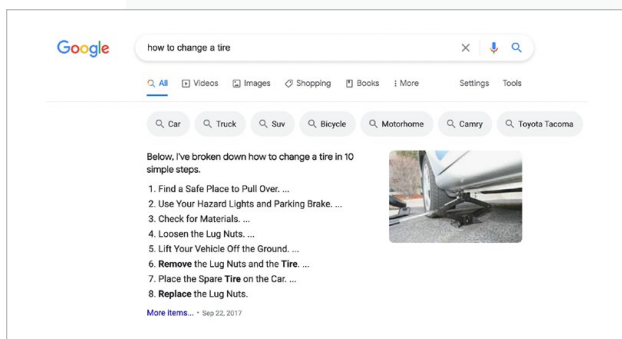 Google
how to change a tire
All Videos Images Shopping Books More Settings Tools
Car Truck Suv Bicycle Motorhome Camry Toyota Tacoma
Below, I've broken down how to change a tire in 10
simple steps.
1. Find a Safe Place to Pull Over. ...
2. Use Your Hazard Lights and Parking Brake. ...
3. Check for Materials. ...
4. Loosen the Lug Nuts. ...
5. Lift Your Vehicle Off the Ground. ...
6. Remove the Lug Nuts and the Tire. ...
7. Place the Spare Tire on the Car. ...
8. Replace the Lug Nuts.
More items... • Sep 22, 2017